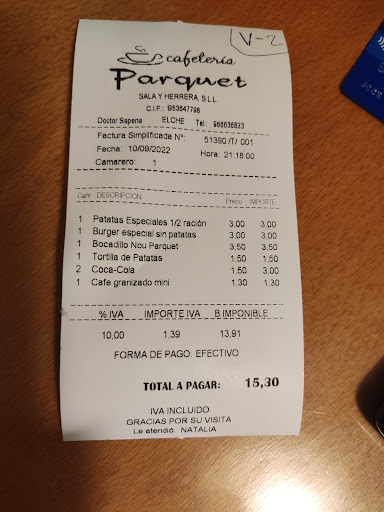 V-2
cafetería
Parquet
SALA Y HERRERA, S.L.L.
C.I.F.: B53647798
Doctor Sapena ELCHE Tel.: 966636823
Factura Simplificada Nº: 51390 /T/ 001
Fecha: 10/09/2022 Hora: 21:18:00
Camarero: 1
Cant DESCRIPCION Precio IMPORTE
1 Patatas Especiales 1/2 ración 3,00 3,00
1 Burger especial sin patatas 3,00 3,00
1 Bocadillo Nou Parquet 3,50 3,50
1 Tortilla de Patatas 1,50 1,50
2 Coca-Cola 1,50 3,00
1 Cafe granizado mini 1,30 1,30
% IVA IMPORTE IVA B.IMPONIBLE
10,00 1,39 13,91
FORMA DE PAGO: EFECTIVO
TOTAL A PAGAR: 15,30
IVA INCLUIDO
GRACIAS POR SU VISITA
Le atendió: NATALIA